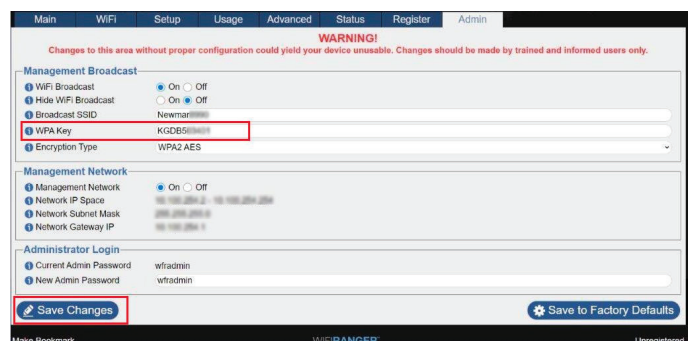 Main WiFi Setup Usage Advanced Status Register Admin
WARNING!
Changes to this area without proper configuration could yield your device unusable. Changes should be made by trained and informed users only.
Management Broadcast
WiFi Broadcast On Off
Hide WiFi Broadcast On Off
Broadcast SSID Newmar
WPA Key KGDB5
Encryption Type WPA2 AES
Management Network
Management Network On Off
Network IP Space
Network Subnet Mask
Network Gateway IP
Administrator Login
Current Admin Password wfradmin
New Admin Password wfradmin
Save Changes Save to Factory Defaults
Make Bookmark WiFiRANGER Unregistered